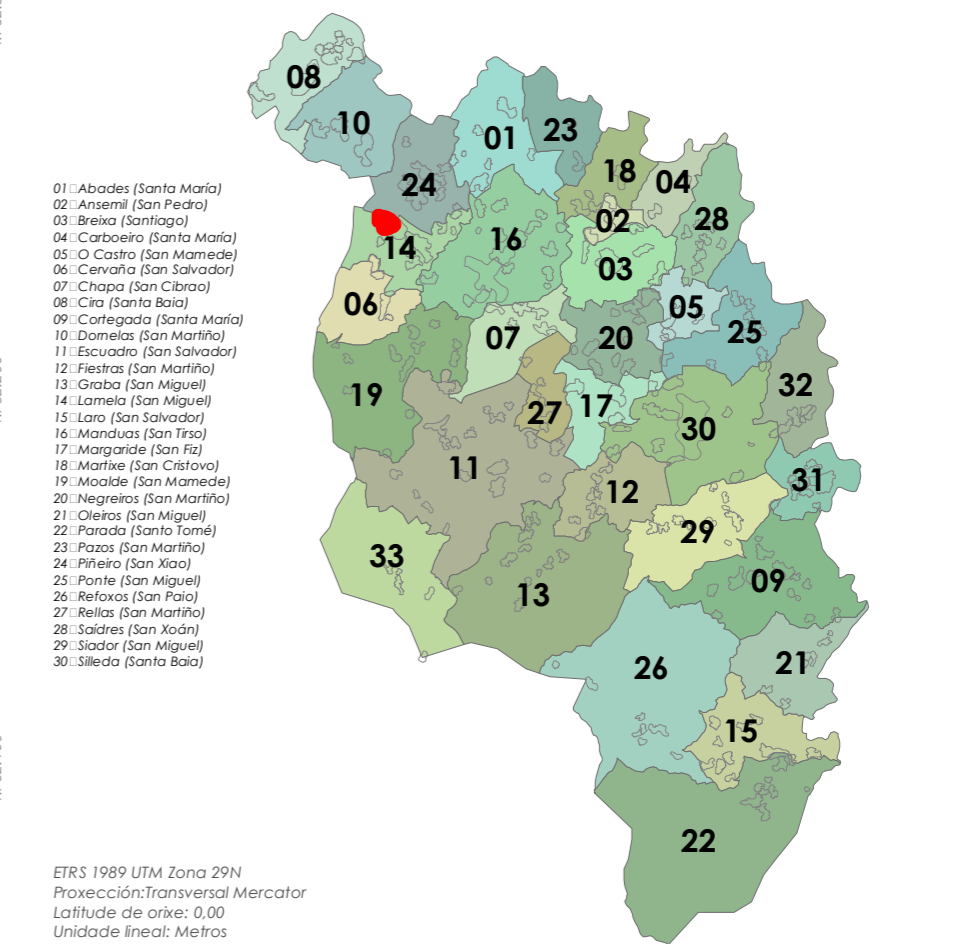 08
10
01
23
18
04
24
02
28
14
16
03
06
05
25
07
20
19
32
27
17
30
11
12
31
29
33
13
09
26
21
15
22
01 Abades (Santa María)
02 Ansemil (San Pedro)
03 Breixa (Santiago)
04 Carboeiro (Santa María)
05 O Castro (San Mamede)
06 Cervaña (San Salvador)
07 Chapa (San Cibrao)
08 Cira (Santa Baia)
09 Cortegada (Santa María)
10 Dornelas (San Martiño)
11 Escuadro (San Salvador)
12 Fiestras (San Martiño)
13 Graba (San Miguel)
14 Lamela (San Miguel)
15 Laro (San Salvador)
16 Manduas (San Tirso)
17 Margaride (San Fiz)
18 Martixe (San Cristovo)
19 Moalde (San Mamede)
20 Negreiros (San Martiño)
21 Oleiros (San Miguel)
22 Parada (Santo Tomé)
23 Pazos (San Martiño)
24 Piñeiro (San Xiao)
25 Ponte (San Miguel)
26 Refoxos (San Paio)
27 Rellas (San Martiño)
28 Saídres (San Xoán)
29 Siador (San Miguel)
30 Silleda (Santa Baia)
ETRS 1989 UTM Zona 29N
Proxección:Transversal Mercator
Latitude de orixe: 0,00
Unidade lineal: Metros